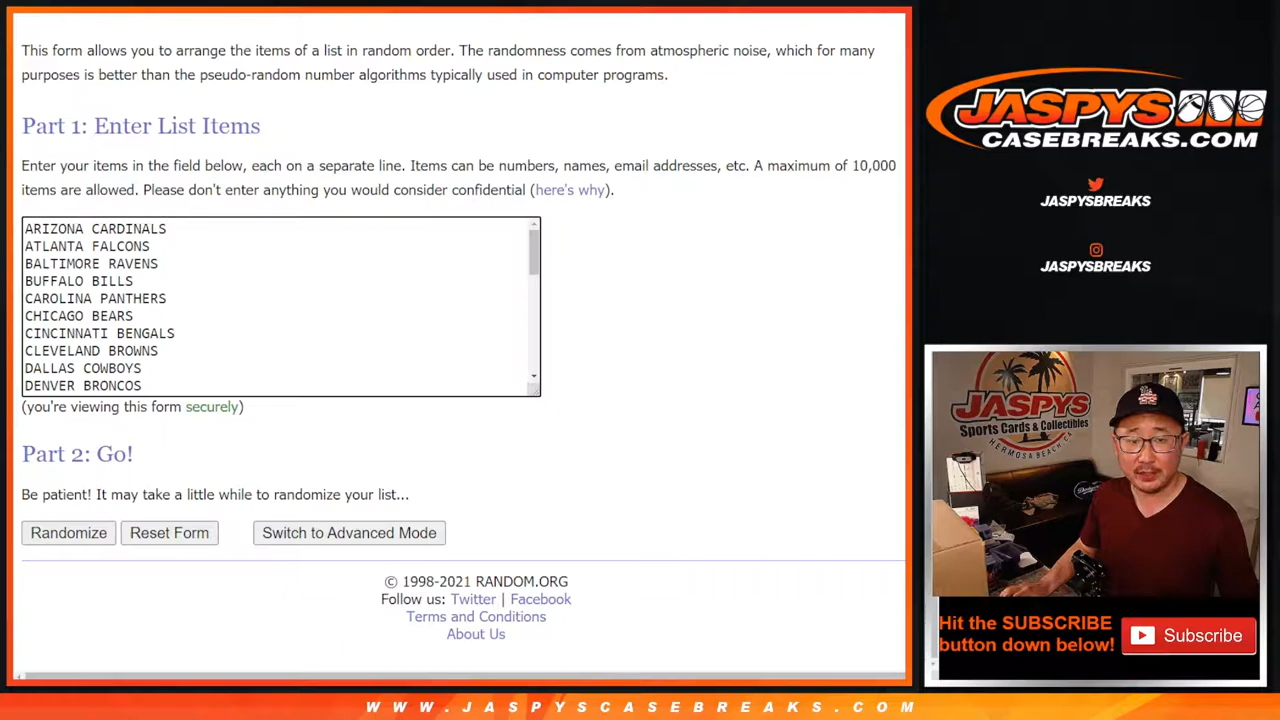 This form allows you to arrange the items of a list in random order. The randomness comes from atmospheric noise, which for many
purposes is better than the pseudo-random number algorithms typically used in computer programs.
Part 1: Enter List Items
Enter your items in the field below, each on a separate line. Items can be numbers, names, email addresses, etc. A maximum of 10,000
items are allowed. Please don't enter anything you would consider confidential (here's why).
ARIZONA CARDINALS
ATLANTA FALCONS
BALTIMORE RAVENS
BUFFALO BILLS
CAROLINA PANTHERS
CHICAGO BEARS
CINCINNATI BENGALS
CLEVELAND BROWNS
DALLAS COWBOYS
DENVER BRONCOS
(you're viewing this form securely)
Part 2: Go!
Be patient! It may take a little while to randomize your list...
Randomize
Reset Form
Switch to Advanced Mode
© 1998-2021 RANDOM.ORG
Follow us: Twitter | Facebook
Terms and Conditions
About Us
JASPYS
CASEBREAKS.COM
JASPYSBREAKS
JASPYSBREAKS
JASPYS
Sports Cards & Collectibles
HERMOSA BEACH CA
Hit the SUBSCRIBE
button down below!
Subscribe
WWW.JASPYSCASEBREAKS.COM